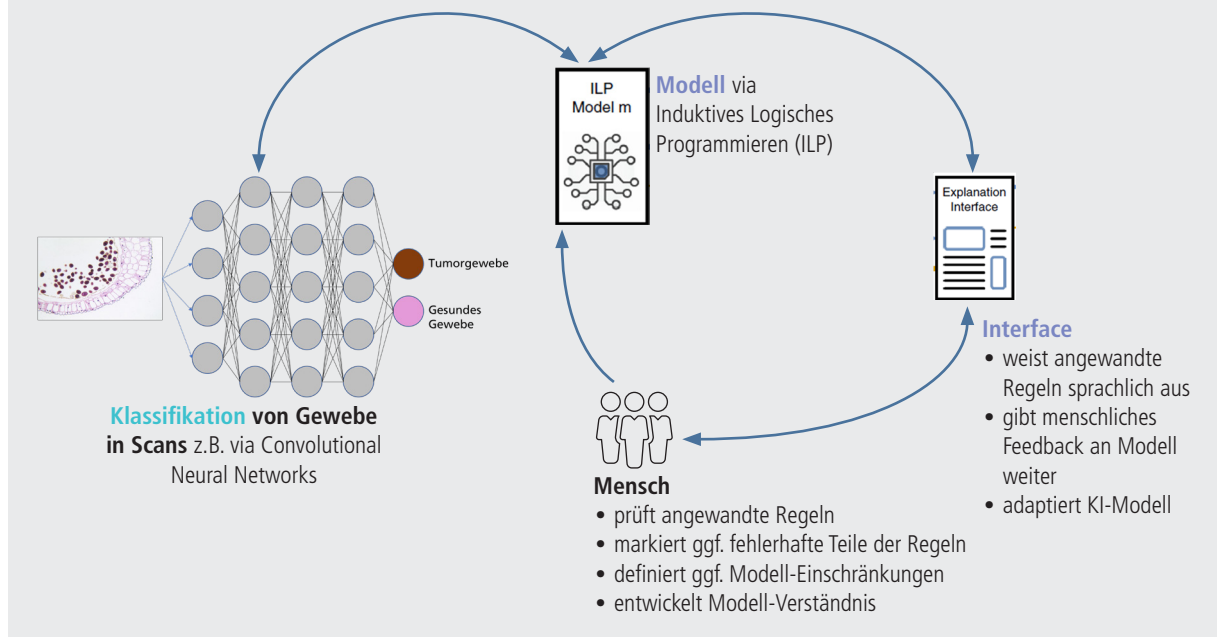 ILP
Model m
Modell via
Induktives Logisches
Programmieren (ILP)
Explanation
Interface
Tumorgewebe
Gesundes
Gewebe
Klassifikation von Gewebe
in Scans z.B. via Convolutional
Neural Networks
Mensch
• prüft angewandte Regeln
• markiert ggf. fehlerhafte Teile der Regeln
• definiert ggf. Modell-Einschränkungen
• entwickelt Modell-Verständnis
Interface
• weist angewandte
Regeln sprachlich aus
• gibt menschliches
Feedback an Modell
weiter
• adaptiert KI-Modell